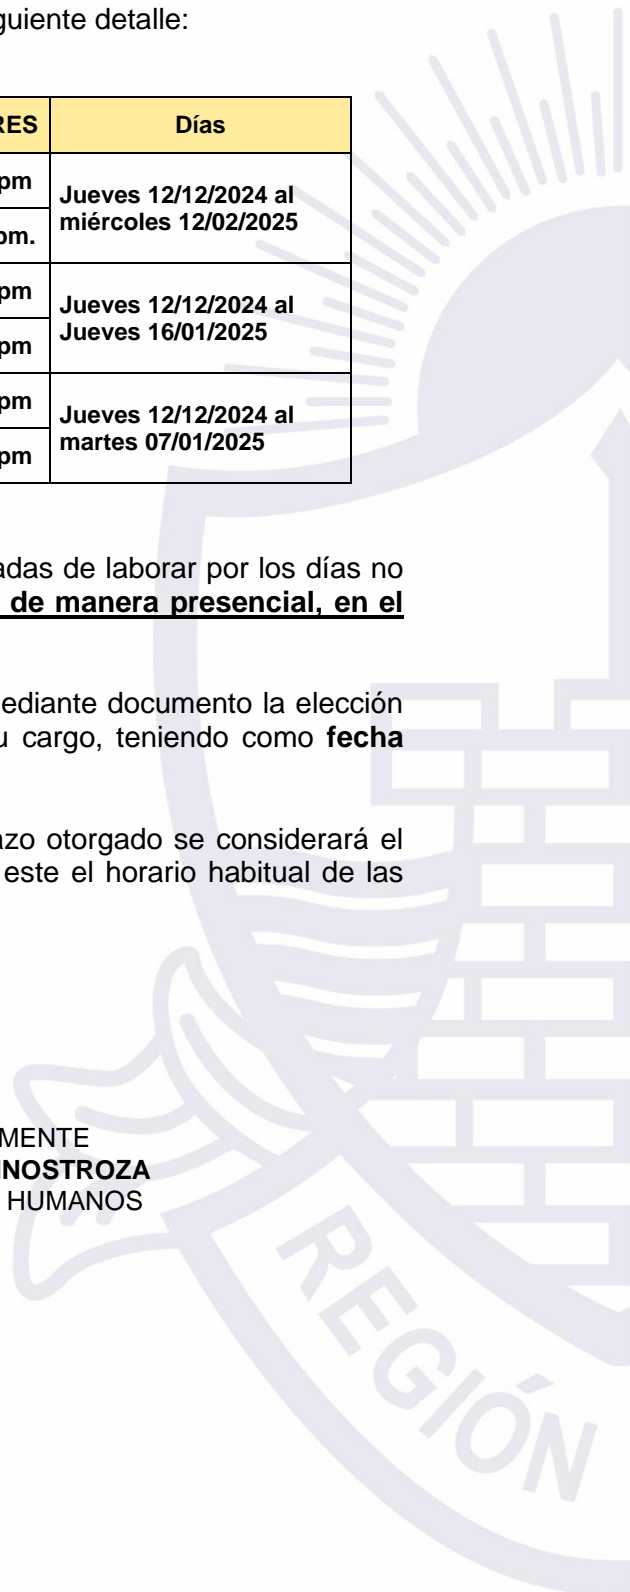 guiente detalle:
RES Días
pm
Jueves 12/12/2024 al
miércoles 12/02/2025
pm.
pm
Jueves 12/12/2024 al
Jueves 16/01/2025
pm
pm
Jueves 12/12/2024 al
martes 07/01/2025
pm
adas de laborar por los días no
de manera presencial, en el
ediante documento la elección
u cargo, teniendo como fecha
azo otorgado se considerará el
este el horario habitual de las
MENTE
INOSTROZA
HUMANOS
REGIÓN